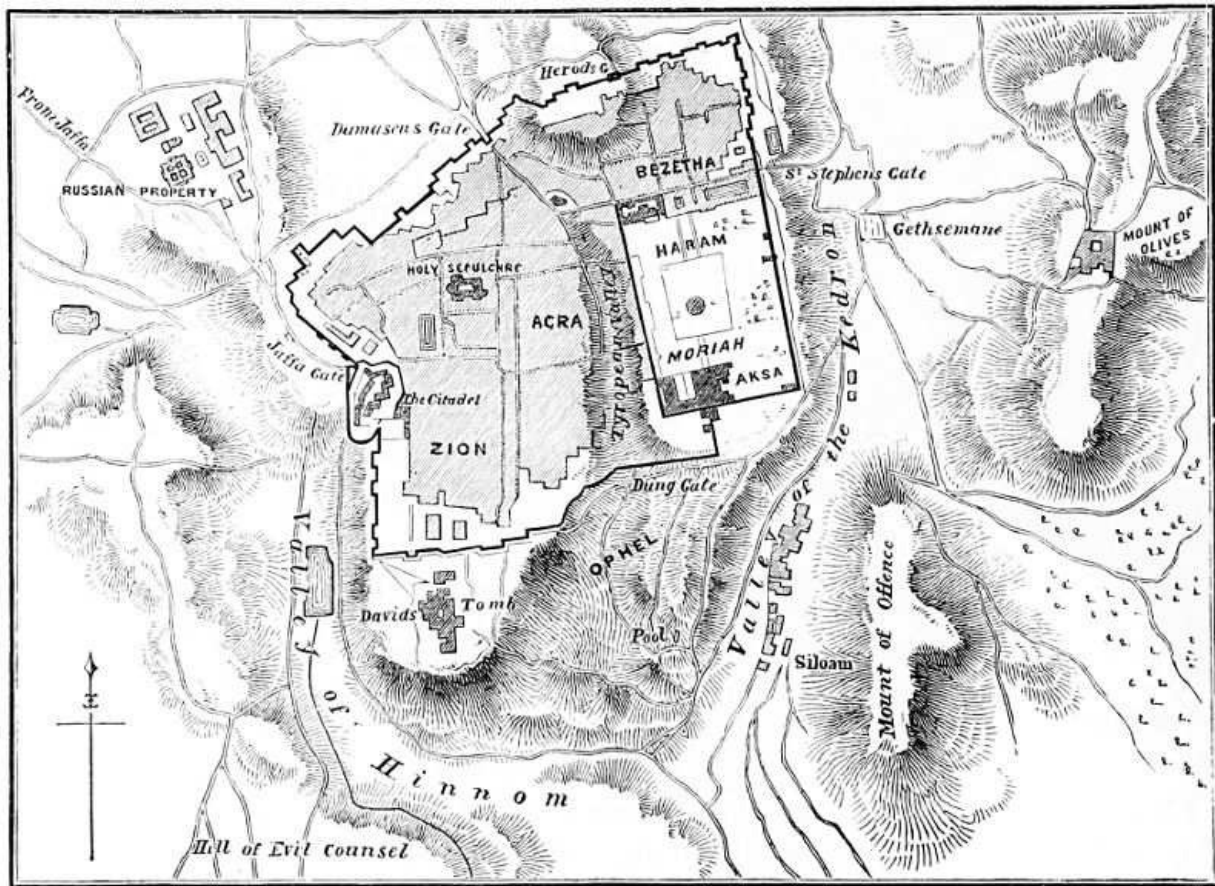 Herods G
Damascus Gate
From Jaffa
RUSSIAN PROPERTY
BEZETHA
St Stephens Gate
Gethsemane
MOUNT OF
OLIVES
HARAM
HOLY SEPULCHRE
ACRA
Tyropean Valley
MORIAH
AKSA
Jaffa Gate
The Citadel
ZION
Valley of the Kedron
Dung Gate
OPHEL
Mount of Offence
Davids Tomb
Pool
Siloam
Valley of Hinnom
N
Hill of Evil Counsel